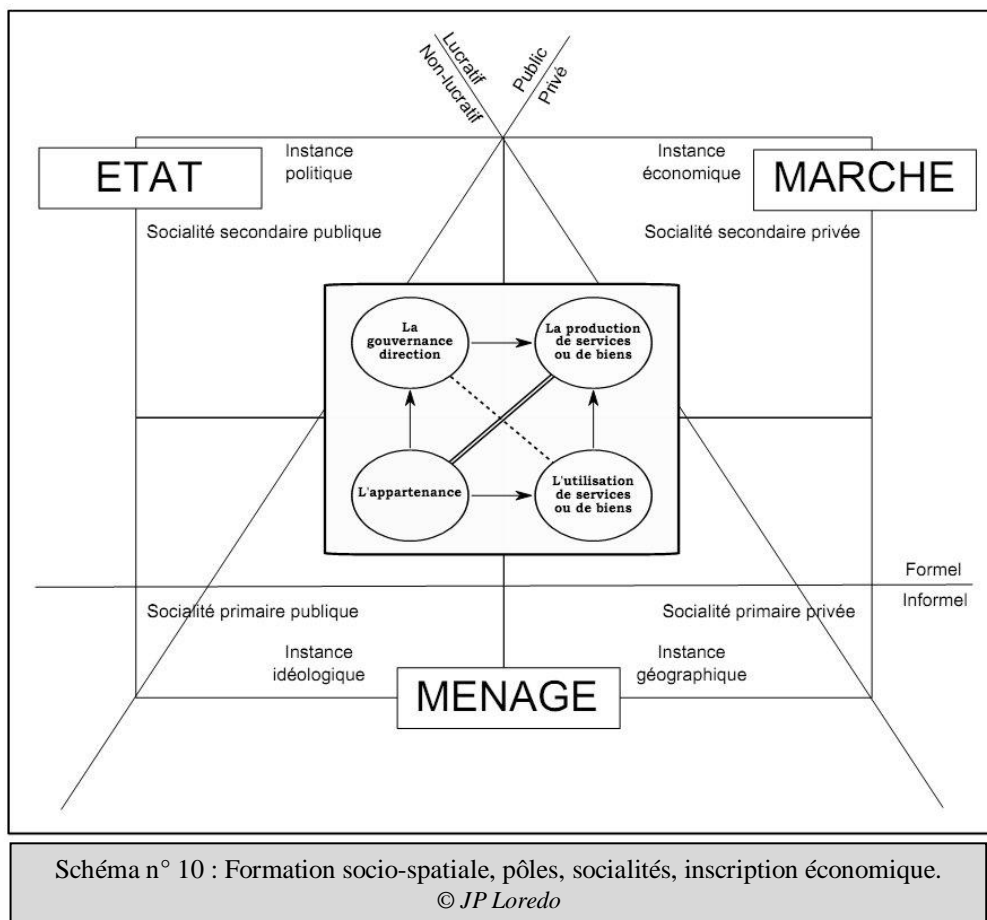 Lucratif
Non-lucratif
Public
Privé
Instance
politique
Instance
économique
ETAT
MARCHE
Socialité secondaire publique
Socialité secondaire privée
La
gouvernance
direction
La production
de services
ou de biens
L'appartenance
L'utilisation
de services
ou de biens
Formel
Informel
Socialité primaire publique
Socialité primaire privée
Instance
idéologique
Instance
géographique
MENAGE
Schéma n° 10 : Formation socio-spatiale, pôles, socialités, inscription économique.
© JP Loredo